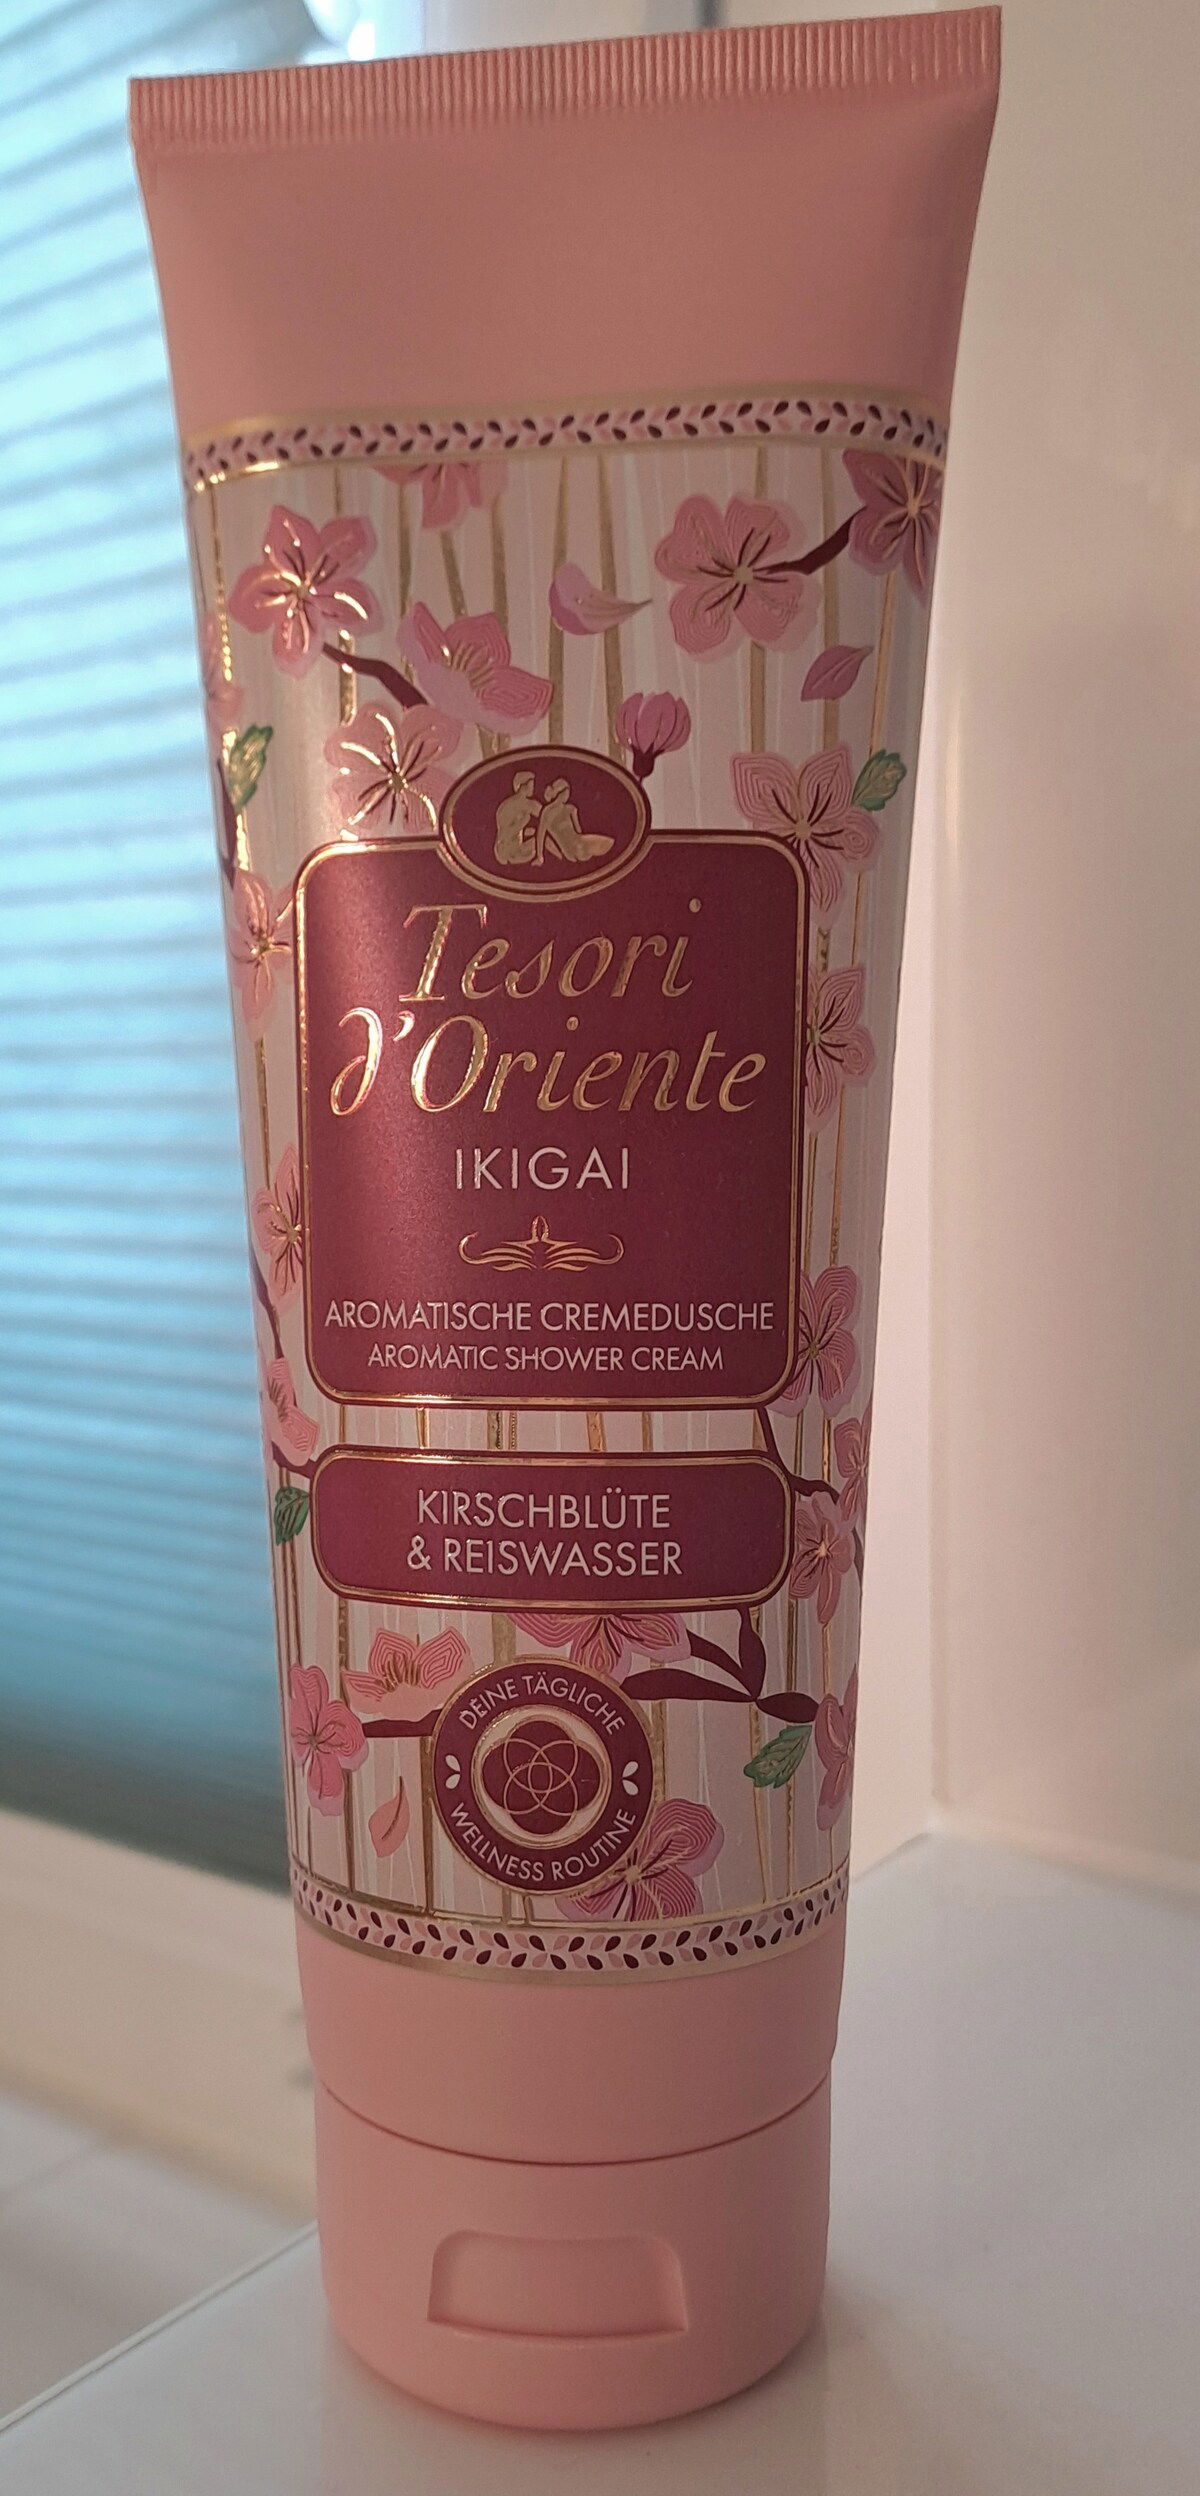 Tesori
d'Oriente
IKIGAI
AROMATISCHE CREMEDUSCHE
AROMATIC SHOWER CREAM
KIRSCHBLÜTE
& REISWASSER
DEINE TÄGLICHE
WELLNESS ROUTINE